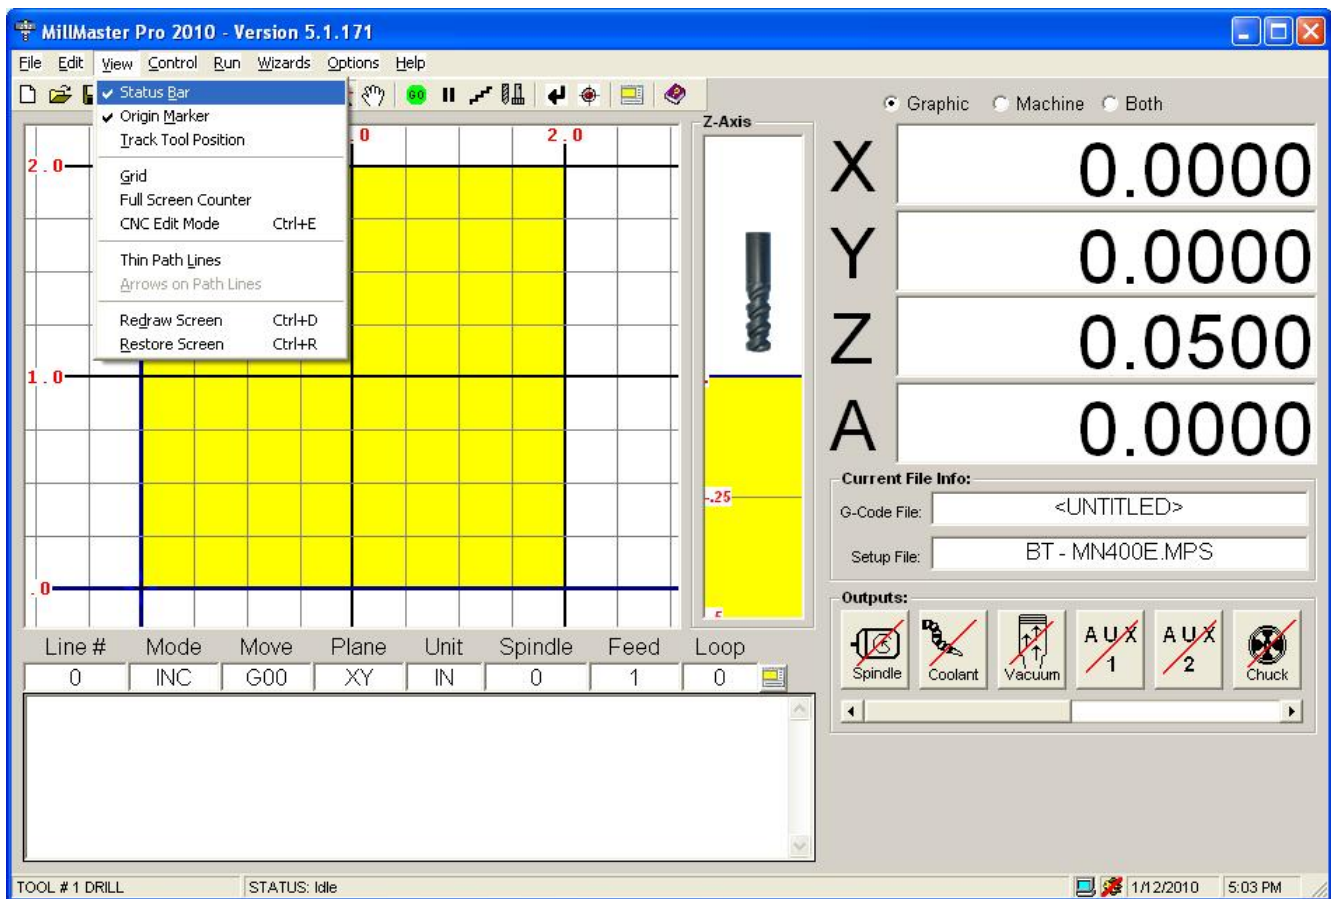 MillMaster Pro 2010 - Version 5.1.171
File Edit View Control Run Wizards Options Help
GO
Status Bar
Origin Marker
Track Tool Position
Grid
Full Screen Counter
CNC Edit Mode Ctrl+E
Thin Path Lines
Arrows on Path Lines
Redraw Screen Ctrl+D
Restore Screen Ctrl+R
.0 2.0
2.0
1.0
.0
Z-Axis
-.25
Graphic Machine Both
X 0.0000
Y 0.0000
Z 0.0500
A 0.0000
Current File Info:
G-Code File: <UNTITLED>
Setup File: BT - MN400E.MPS
Outputs:
Spindle Coolant Vacuum AUX 1 AUX 2 Chuck
Line # Mode Move Plane Unit Spindle Feed Loop
0 INC G00 XY IN 0 1 0
TOOL # 1 DRILL STATUS: Idle 1/12/2010 5:03 PM